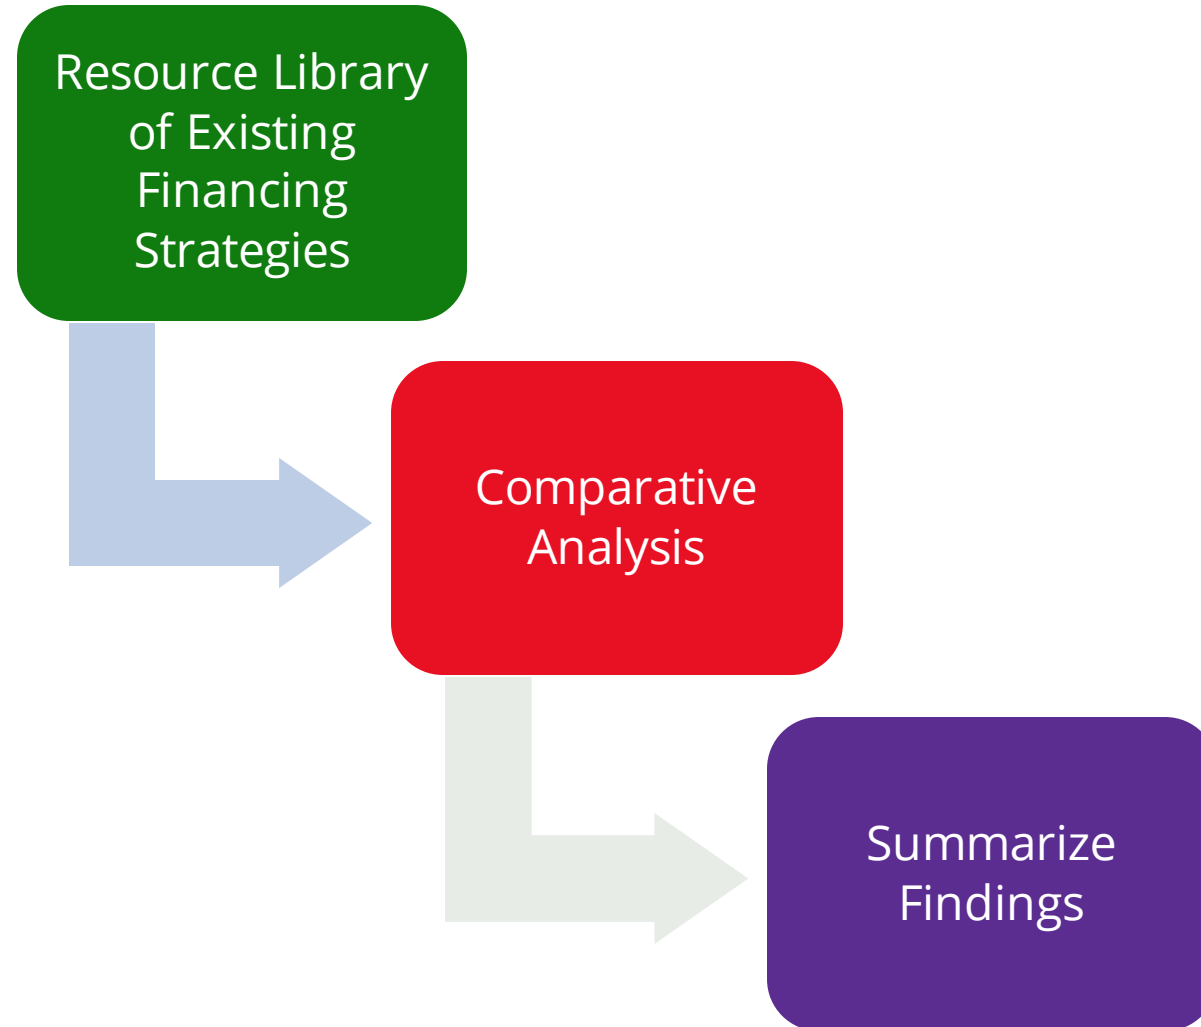 Resource Library
of Existing
Financing
Strategies
Comparative
Analysis
Summarize
Findings